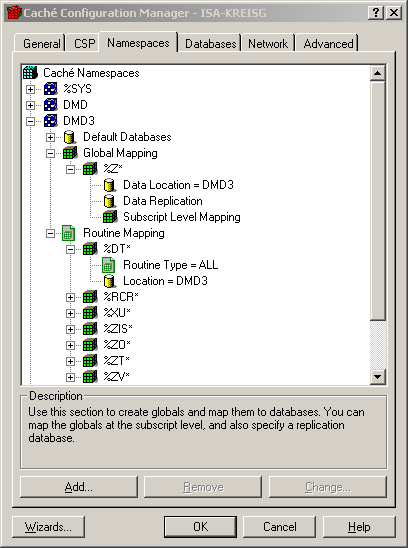 Caché Configuration Manager - ISA-KREISG
General CSP Namespaces Databases Network Advanced
Caché Namespaces
%SYS
DMD
DMD3
Default Databases
Global Mapping
%Z*
Data Location = DMD3
Data Replication
Subscript Level Mapping
Routine Mapping
%DT*
Routine Type = ALL
Location = DMD3
%RCR*
%XU*
%ZIS*
%ZO*
%ZT*
%ZV*
Description
Use this section to create globals and map them to databases. You can
map the globals at the subscript level, and also specify a replication
database.
Add... Remove Change...
Wizards... OK Cancel Help